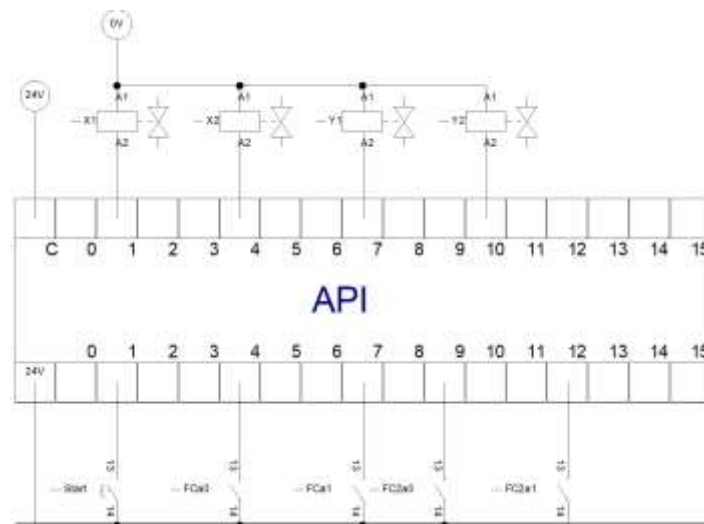 0V
24V
A1 A1 A1 A1
X1 X2 Y1 Y2
A2 A2 A2 A2
C 0 1 2 3 4 5 6 7 8 9 10 11 12 13 14 15
API
0 1 2 3 4 5 6 7 8 9 10 11 12 13 14 15
24V
13 13 13 13 13
Start FCa0 FCa1 FC2a0 FC2a1
14 14 14 14 14